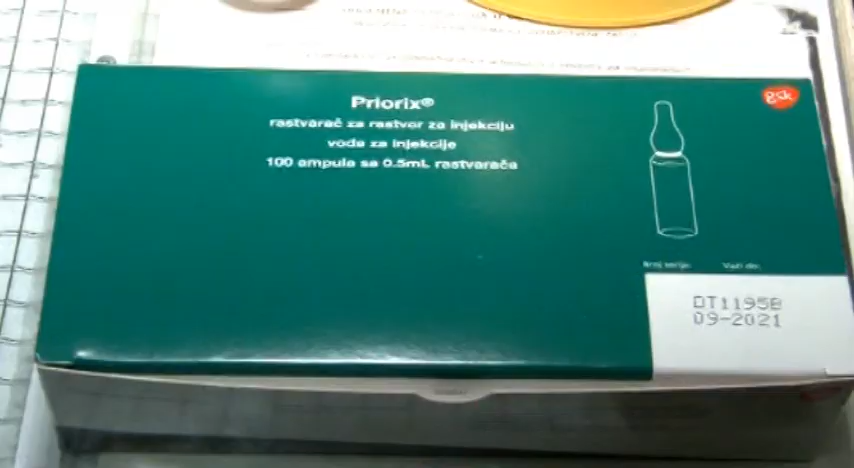 Priorix®
gsk
rastvarač za rastvor za injekciju
voda za injekcije
100 ampula sa 0.5mL rastvarača
Broj serije: Važi do:
DT1195B
09-2021